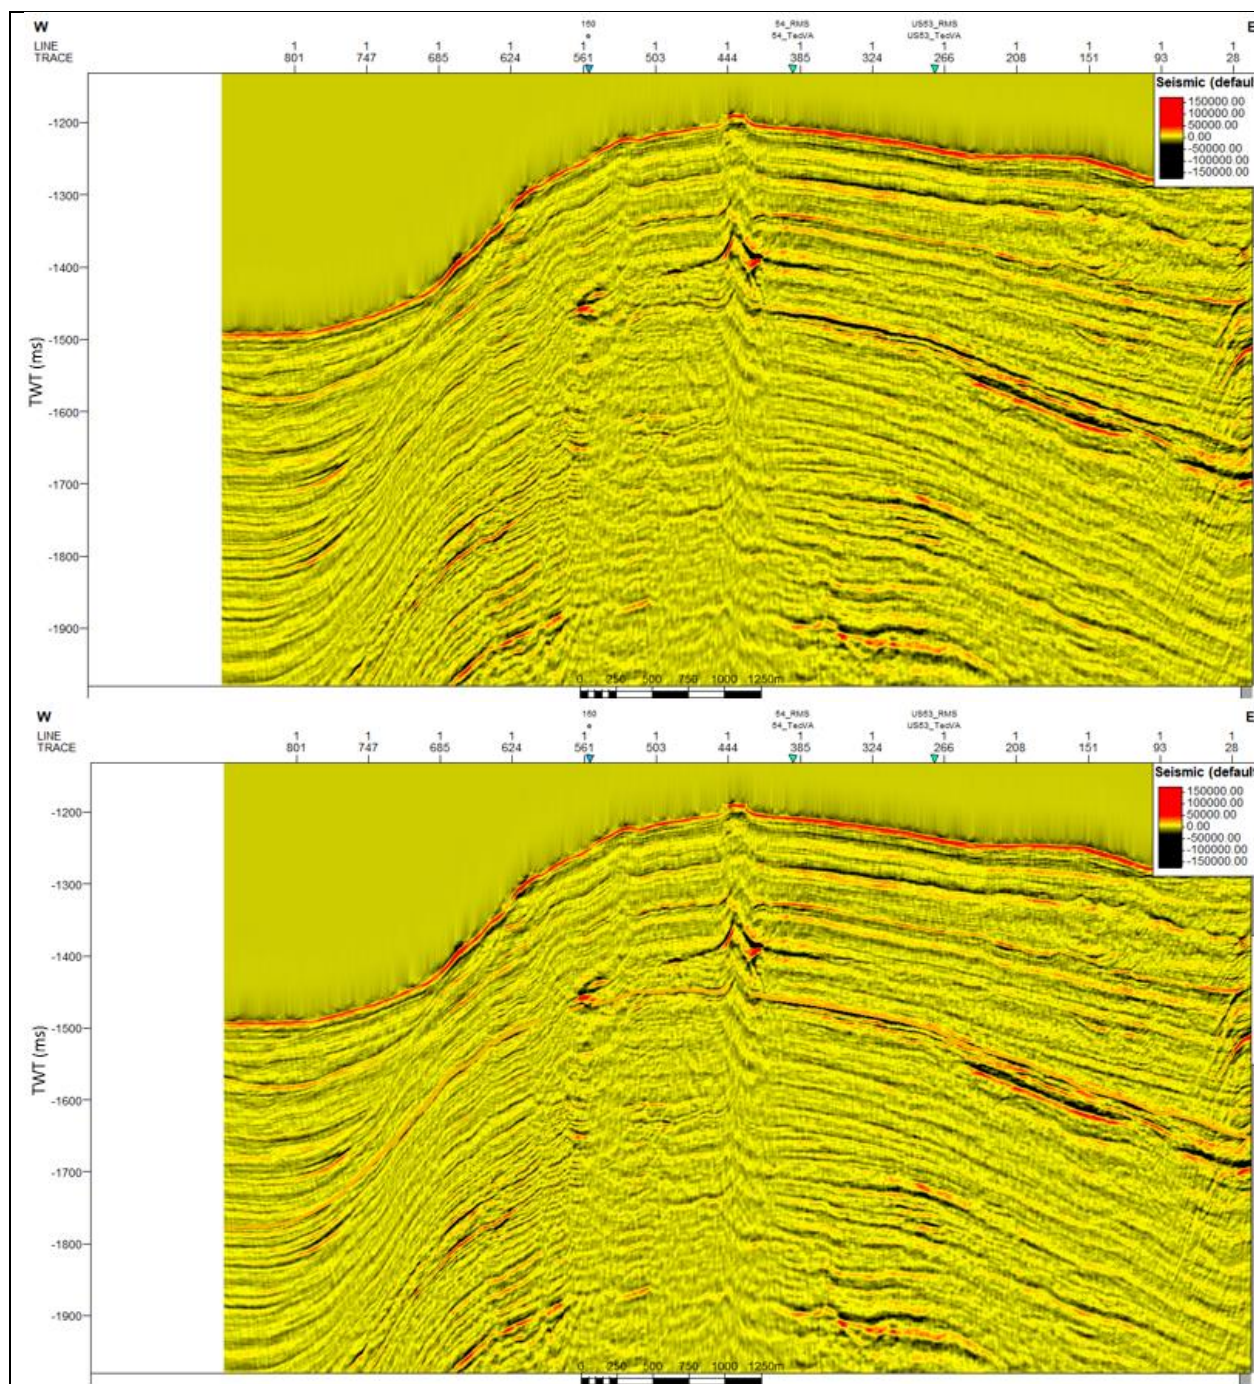 W 150 54_RMS US53_RMS E
e 54_TecVA US53_TecVA
LINE 1 1 1 1 1 1 1 1 1 1 1 1 1 1
TRACE 801 747 685 624 561 503 444 385 324 266 208 151 93 28
Seismic (defaul
150000.00
100000.00
50000.00
0.00
-50000.00
-100000.00
-150000.00
-1200
-1300
-1400
-1500
TWT (ms)
-1600
-1700
-1800
-1900
0 250 500 750 1000 1250m
W 150 54_RMS US53_RMS E
e 54_TecVA US53_TecVA
LINE 1 1 1 1 1 1 1 1 1 1 1 1 1 1
TRACE 801 747 685 624 561 503 444 385 324 266 208 151 93 28
Seismic (defaul
150000.00
100000.00
50000.00
0.00
-50000.00
-100000.00
-150000.00
-1200
-1300
-1400
-1500
TWT (ms)
-1600
-1700
-1800
-1900
0 250 500 750 1000 1250m